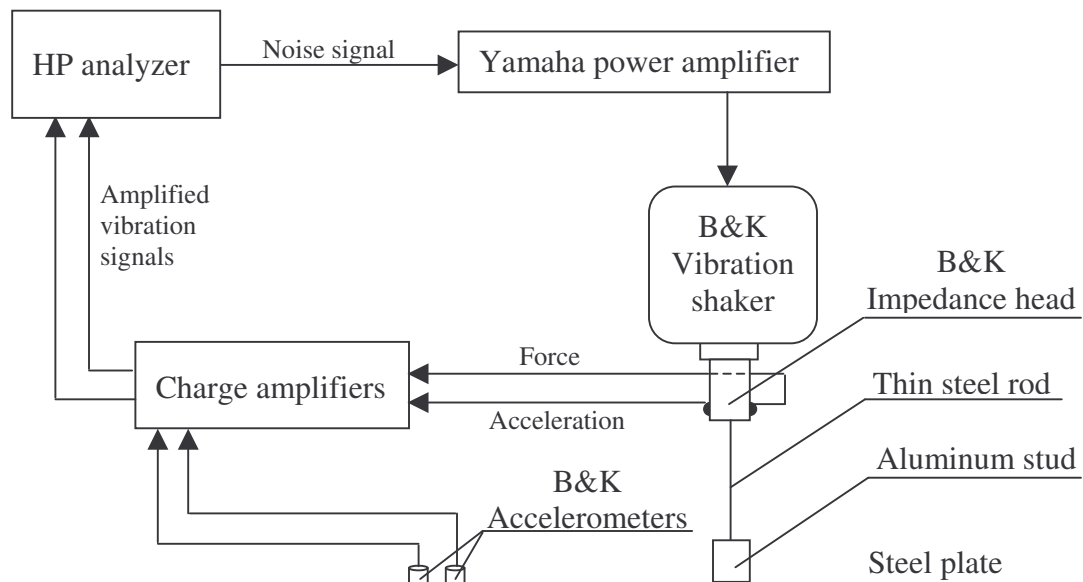 HP analyzer
Noise signal
Yamaha power amplifier
Amplified
vibration
signals
B&K
Vibration
shaker
B&K
Impedance head
Charge amplifiers
Force
Acceleration
Thin steel rod
Aluminum stud
B&K
Accelerometers
Steel plate